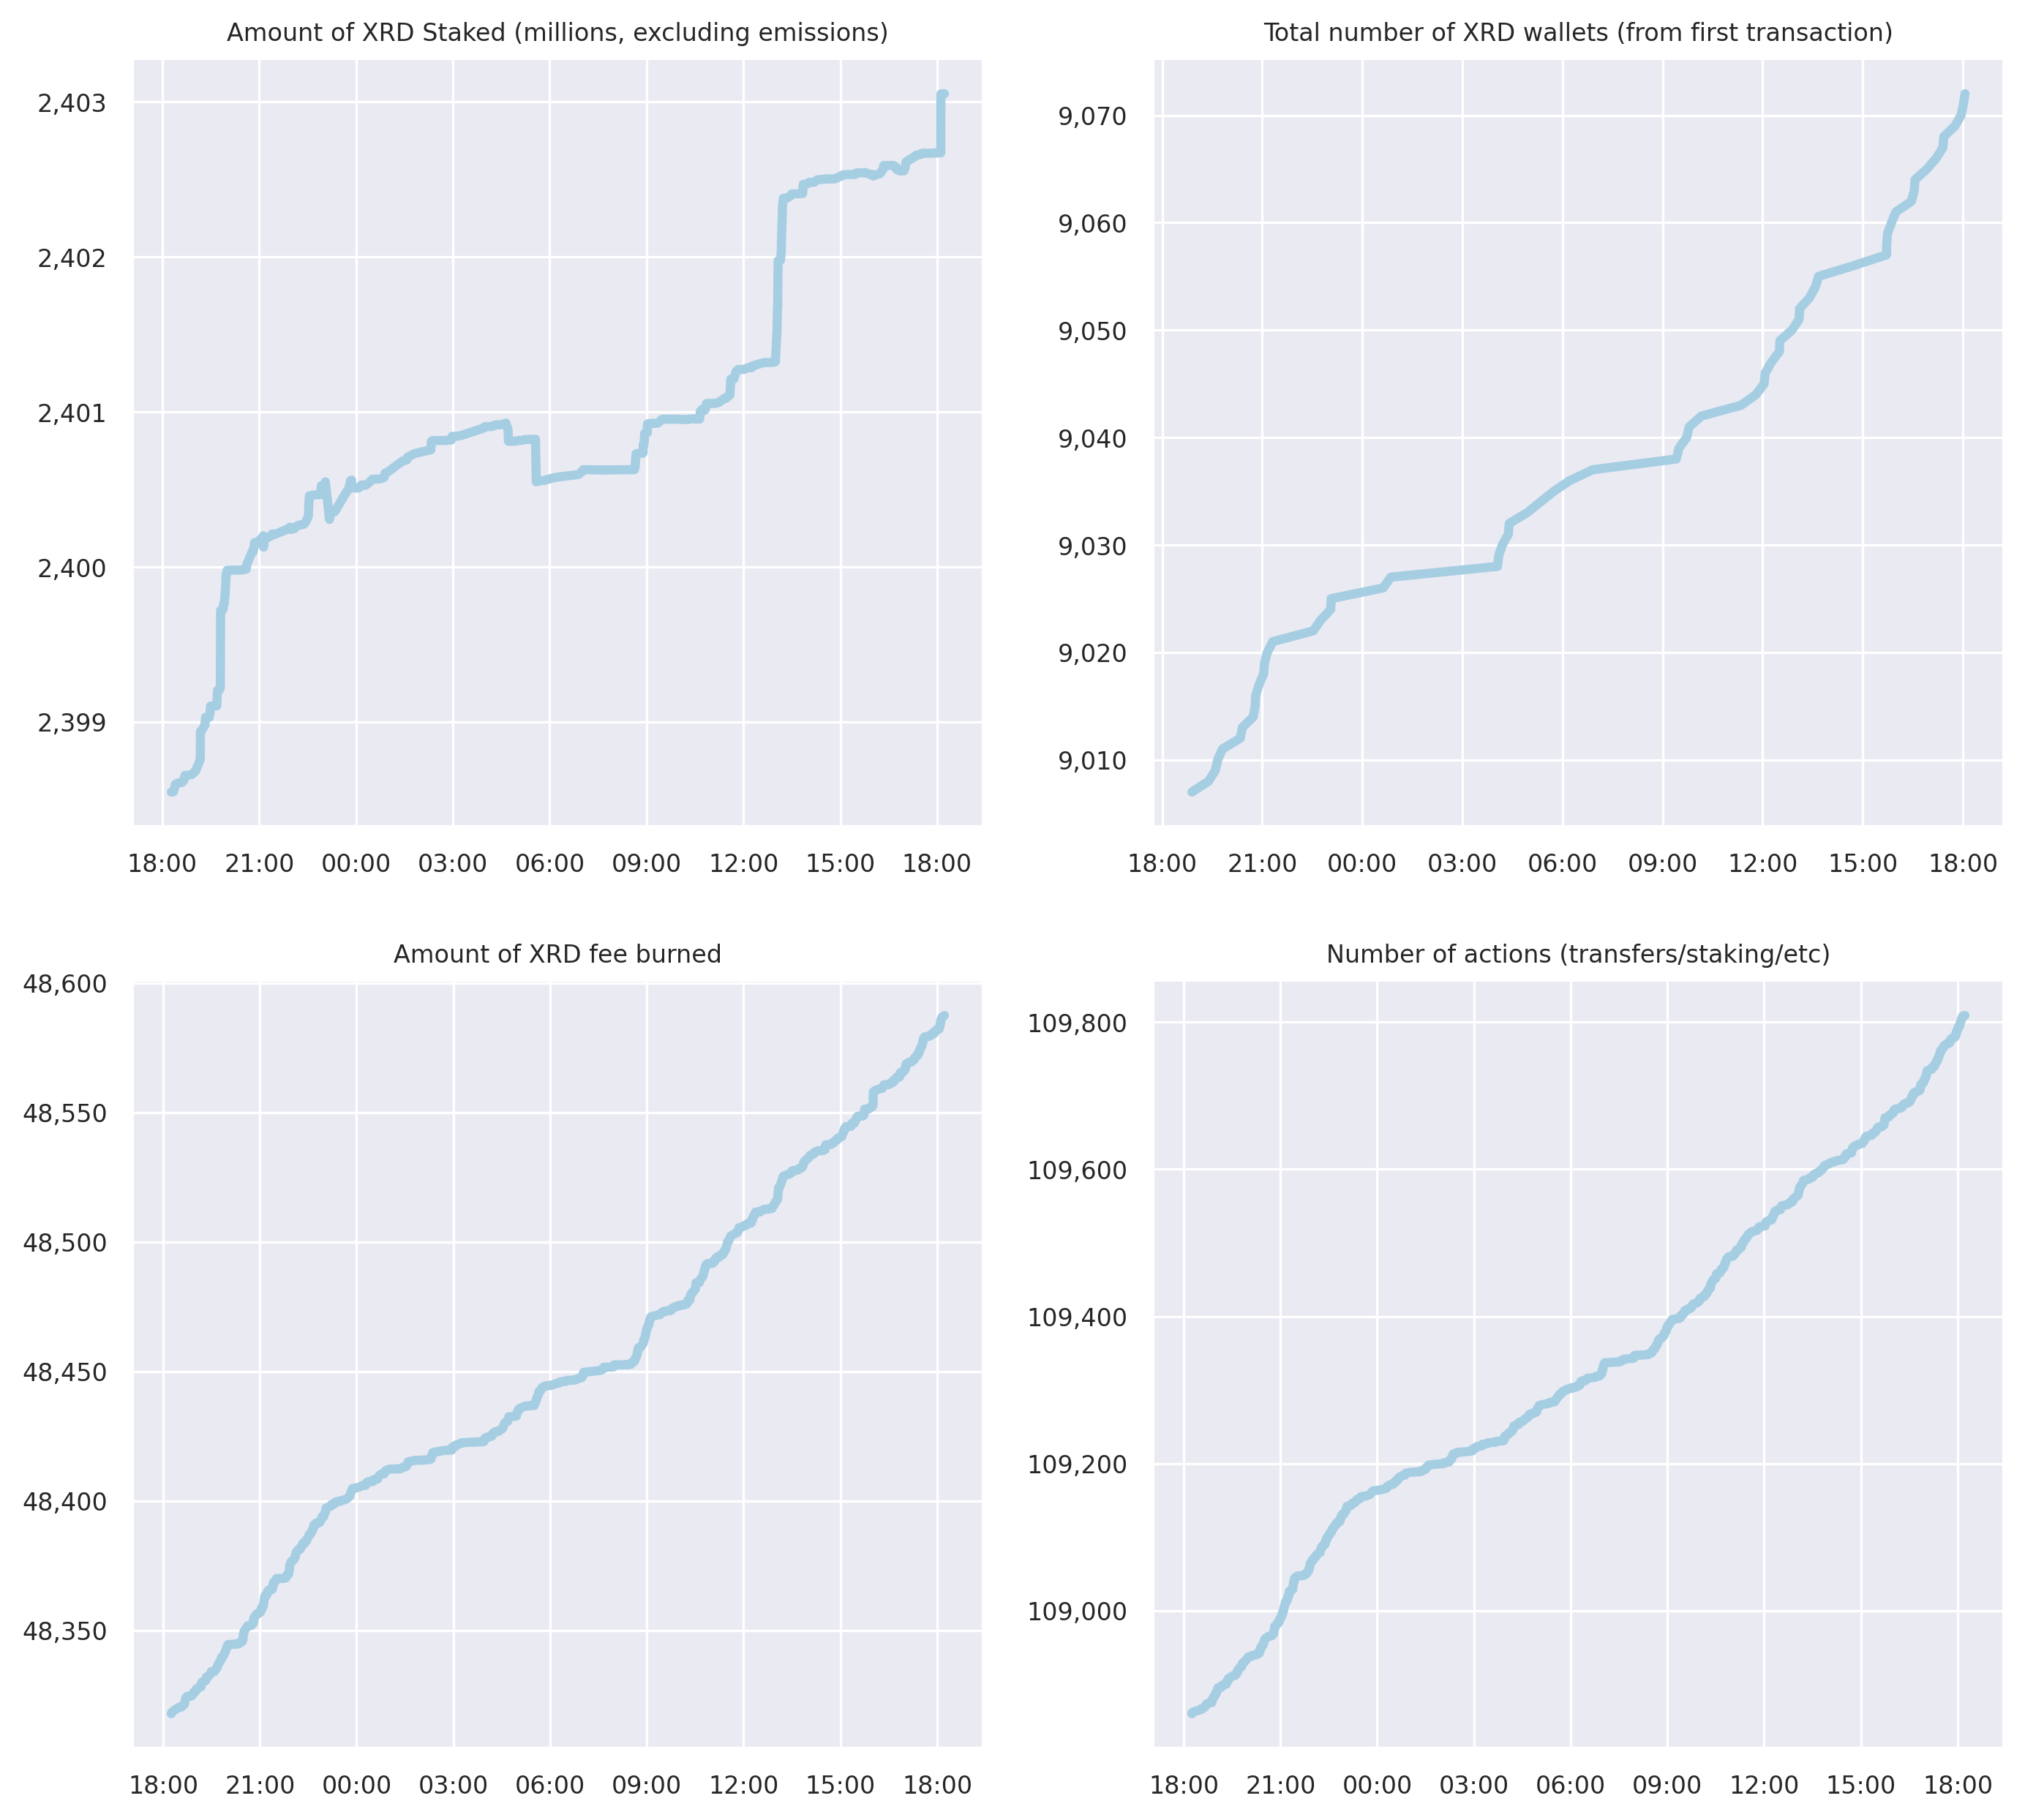 Amount of XRD Staked (millions, excluding emissions)
2,403
2,402
2,401
2,400
2,399
18:00 21:00 00:00 03:00 06:00 09:00 12:00 15:00 18:00
Total number of XRD wallets (from first transaction)
9,070
9,060
9,050
9,040
9,030
9,020
9,010
18:00 21:00 00:00 03:00 06:00 09:00 12:00 15:00 18:00
Amount of XRD fee burned
48,600
48,550
48,500
48,450
48,400
48,350
18:00 21:00 00:00 03:00 06:00 09:00 12:00 15:00 18:00
Number of actions (transfers/staking/etc)
109,800
109,600
109,400
109,200
109,000
18:00 21:00 00:00 03:00 06:00 09:00 12:00 15:00 18:00